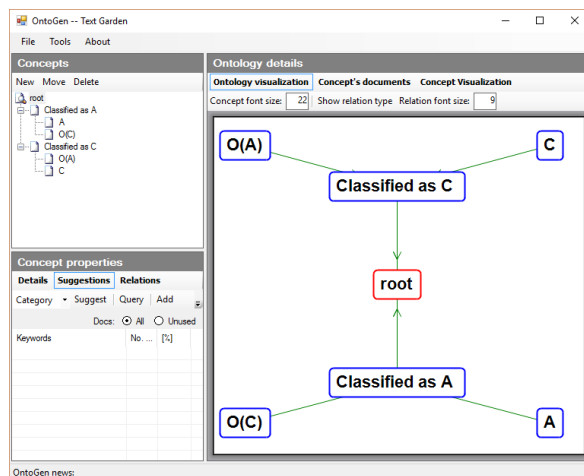 OntoGen -- Text Garden
File Tools About
Concepts
New Move Delete
root
Classified as A
A
O(C)
Classified as C
O(A)
C
Concept properties
Details Suggestions Relations
Category Suggest Query Add
Docs: All Unused
Keywords No. ... [%]
OntoGen news:
Ontology details
Ontology visualization Concept's documents Concept Visualization
Concept font size: 22 Show relation type Relation font size: 9
O(A) C
Classified as C
root
Classified as A
O(C) A